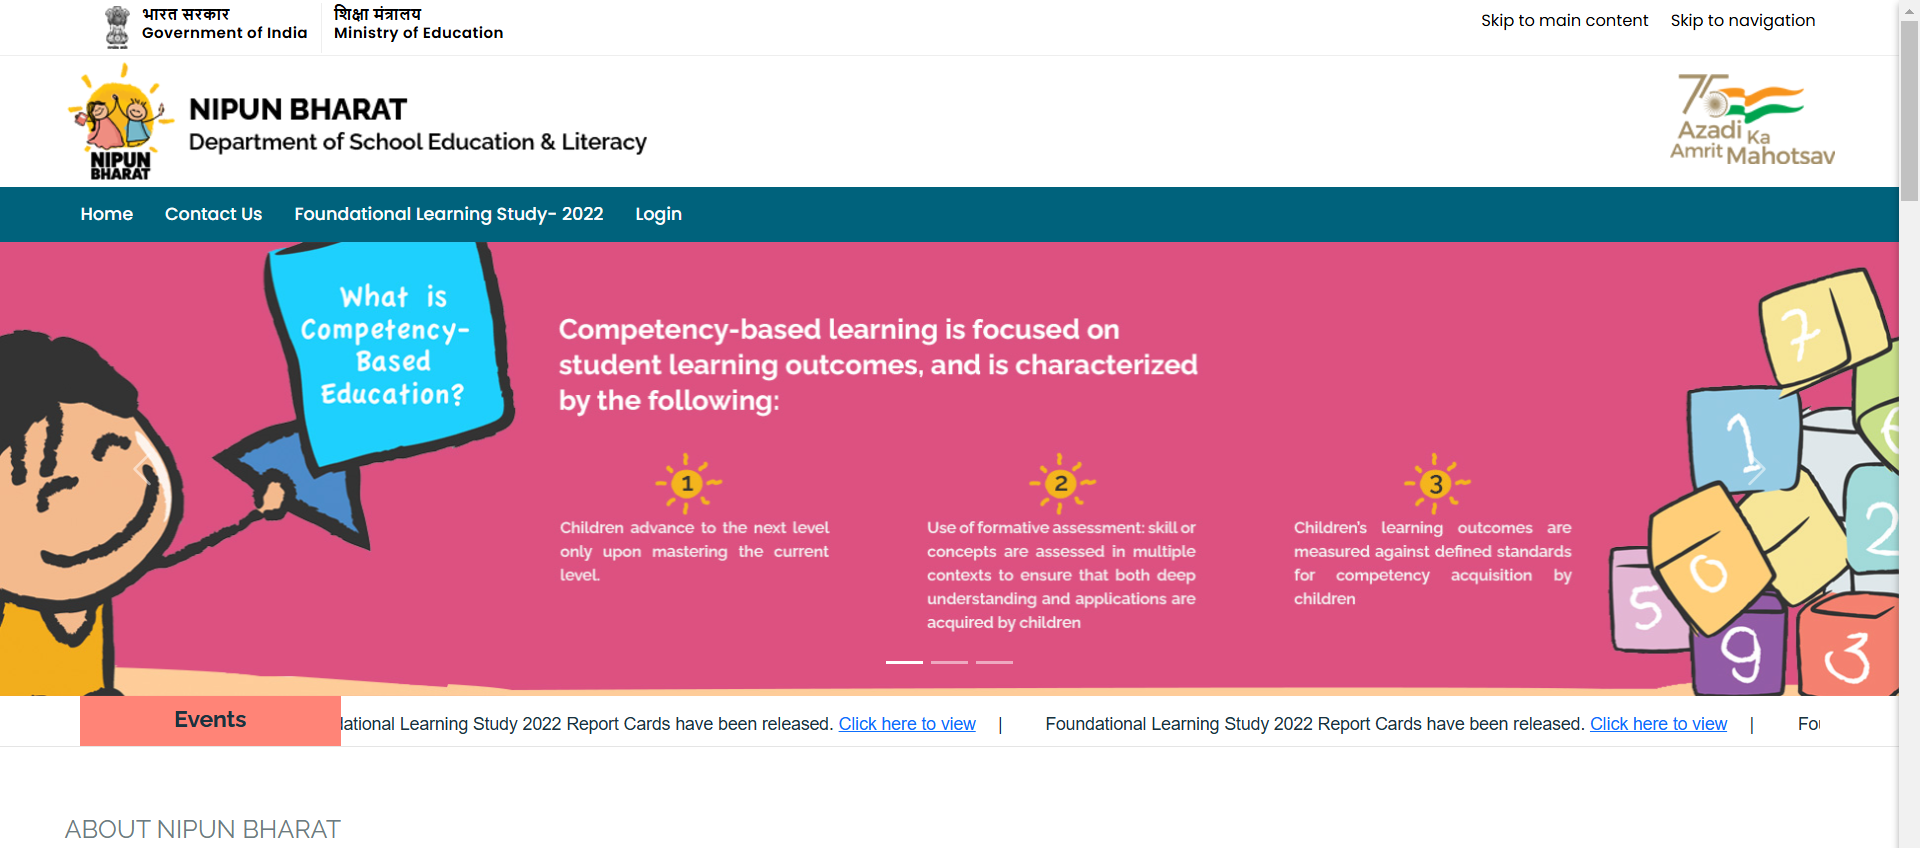 भारत सरकार
Government of India
शिक्षा मंत्रालय
Ministry of Education
Skip to main content
Skip to navigation
NIPUN
BHARAT
NIPUN BHARAT
Department of School Education & Literacy
75
Azadi Ka
Amrit Mahotsav
Home
Contact Us
Foundational Learning Study- 2022
Login
What is
Competency-
Based
Education?
Competency-based learning is focused on
student learning outcomes, and is characterized
by the following:
1
Children advance to the next level
only upon mastering the current
level.
2
Use of formative assessment: skill or
concepts are assessed in multiple
contexts to ensure that both deep
understanding and applications are
acquired by children
3
Children's learning outcomes are
measured against defined standards
for competency acquisition by
children
7
1
6
2
0
5
9
3
Events
lational Learning Study 2022 Report Cards have been released. Click here to view | Foundational Learning Study 2022 Report Cards have been released. Click here to view | Fou
ABOUT NIPUN BHARAT